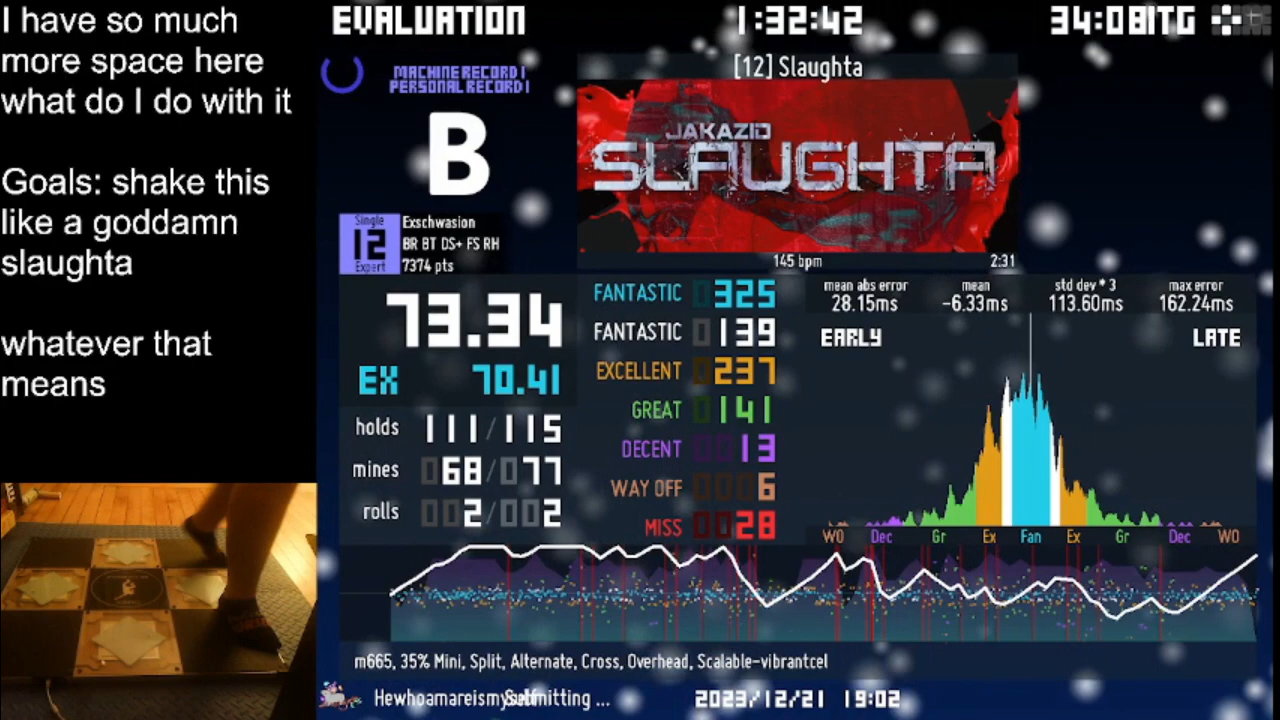 I have so much
more space here
what do I do with it
Goals: shake this
like a goddamn
slaughta
whatever that
means
EVALUATION
1:32:42
34:08 ITG
MACHINE RECORD!
PERSONAL RECORD!
B
Single
12
Expert
Exschwasion
BR BT DS+ FS RH
7374 pts
[12] Slaughta
JAKAZID
SLAUGHTA
145 bpm
2:31
73.34
EX 70.41
holds 111/115
mines 068/077
rolls 002/002
FANTASTIC 0325
FANTASTIC 0139
EXCELLENT 0237
GREAT 0141
DECENT 0013
WAY OFF 0006
MISS 0028
mean abs error
28.15ms
mean
-6.33ms
std dev * 3
113.60ms
max error
162.24ms
EARLY
LATE
WO Dec Gr Ex Fan Ex Gr Dec WO
m665, 35% Mini, Split, Alternate, Cross, Overhead, Scalable-vibrantcel
Hewhoamareismyself
Submitting ...
2023/12/21 19:02